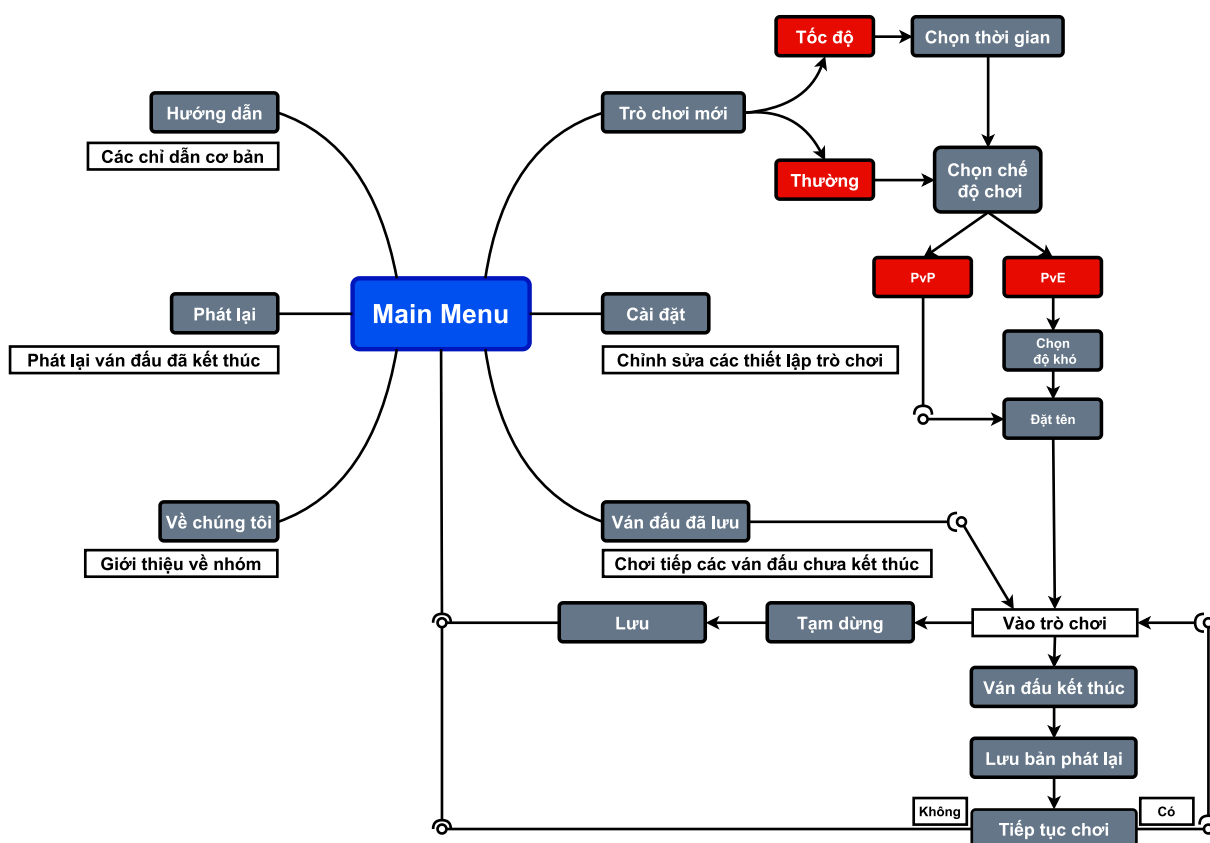 Tốc độ
Chọn thời gian
Hướng dẫn
Trò chơi mới
Các chỉ dẫn cơ bản
Thường
Chọn chế
độ chơi
PvP
PvE
Main Menu
Phát lại
Cài đặt
Phát lại ván đấu đã kết thúc
Chỉnh sửa các thiết lập trò chơi
Chọn
độ khó
Đặt tên
Về chúng tôi
Ván đấu đã lưu
Giới thiệu về nhóm
Chơi tiếp các ván đấu chưa kết thúc
Lưu
Tạm dừng
Vào trò chơi
Ván đấu kết thúc
Lưu bản phát lại
Không
Có
Tiếp tục chơi